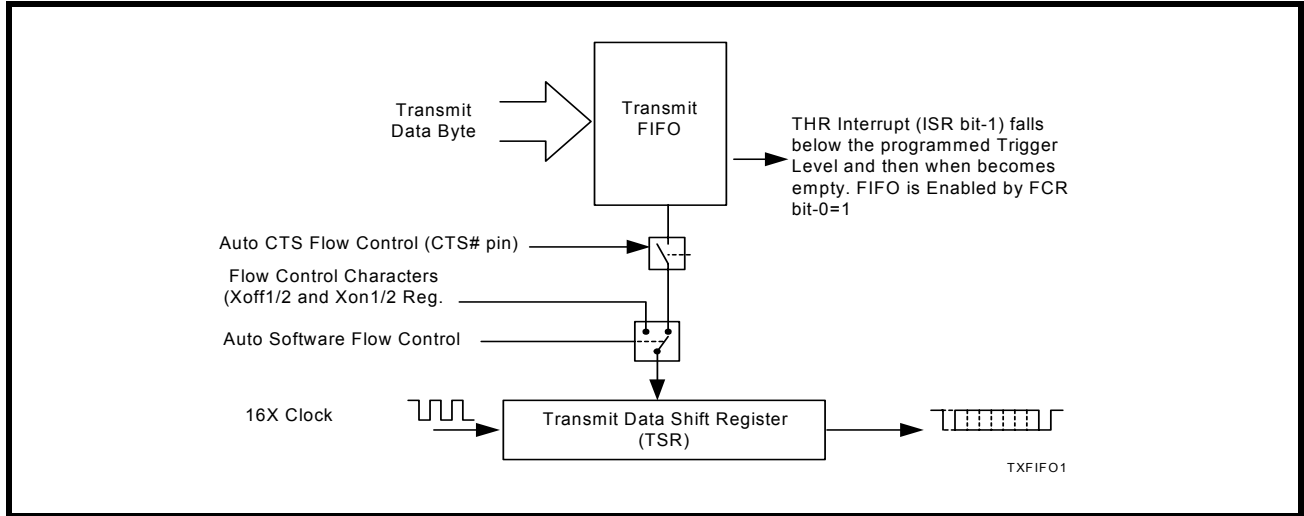 Transmit
Data Byte
Transmit
FIFO
THR Interrupt (ISR bit-1) falls
below the programmed Trigger
Level and then when becomes
empty. FIFO is Enabled by FCR
bit-0=1
Auto CTS Flow Control (CTS# pin)
Flow Control Characters
(Xoff1/2 and Xon1/2 Reg.
Auto Software Flow Control
16X Clock
Transmit Data Shift Register
(TSR)
TXFIFO1